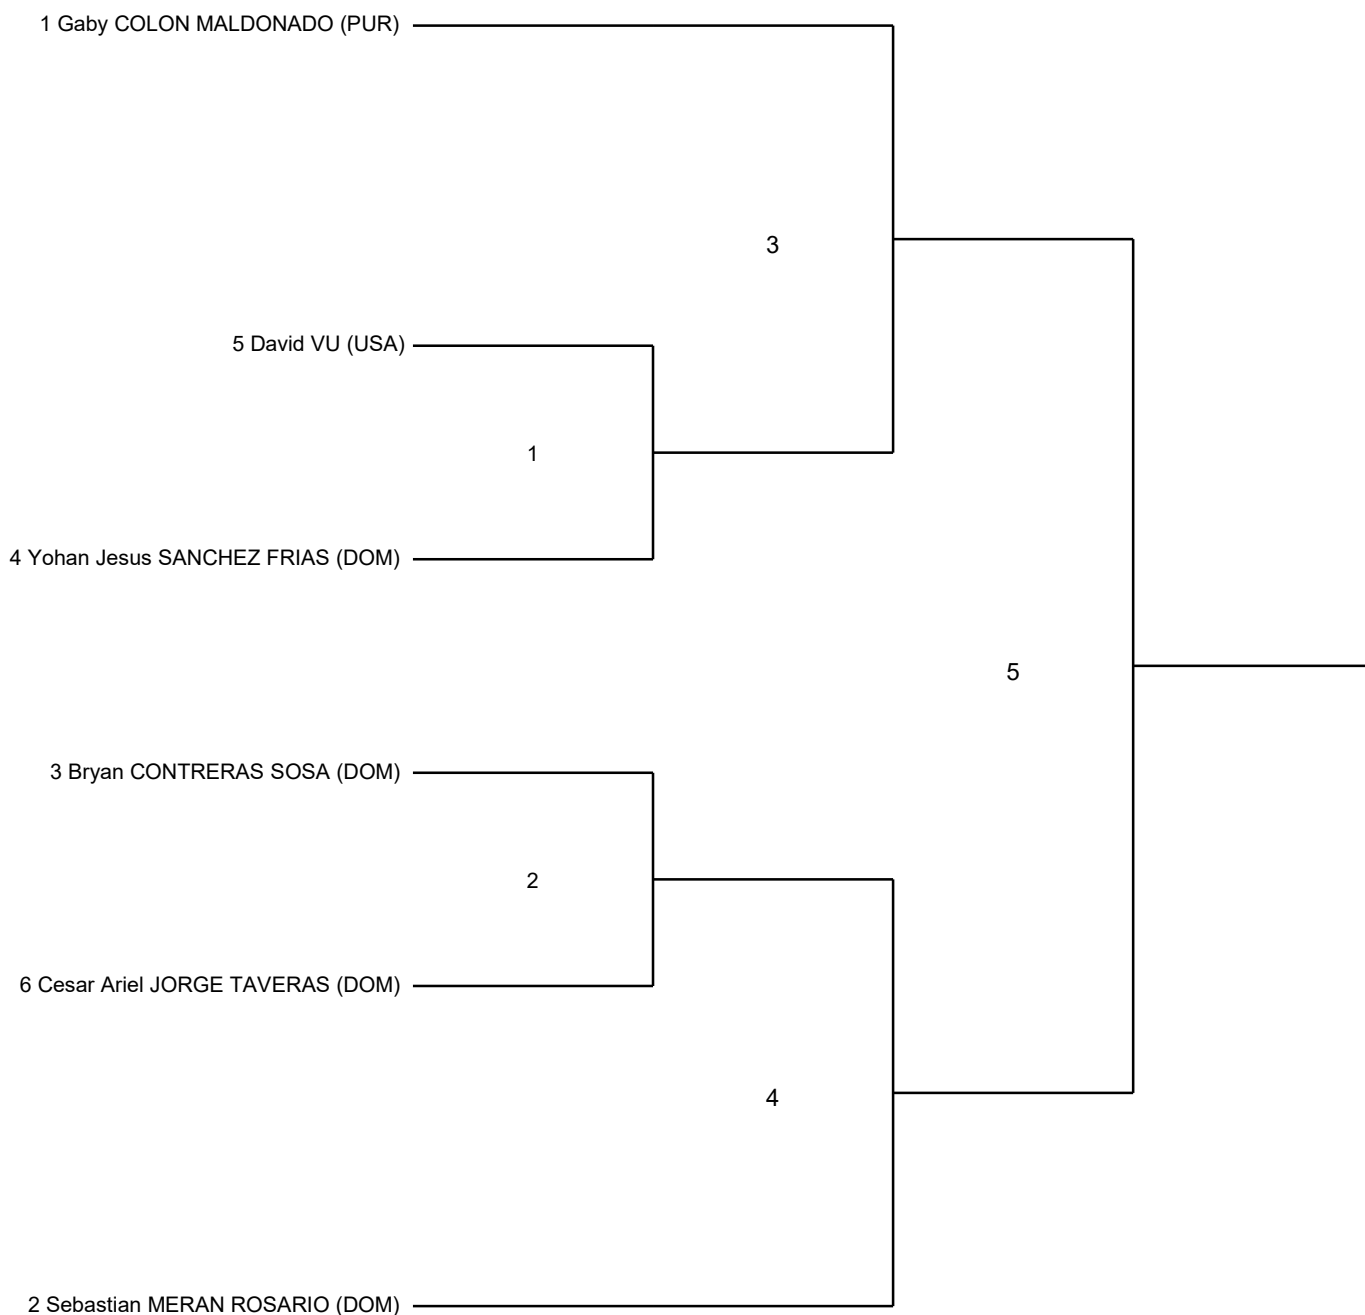 1 Gaby COLON MALDONADO (PUR)
3
5 David VU (USA)
1
4 Yohan Jesus SANCHEZ FRIAS (DOM)
5
3 Bryan CONTRERAS SOSA (DOM)
2
6 Cesar Ariel JORGE TAVERAS (DOM)
4
2 Sebastian MERAN ROSARIO (DOM)